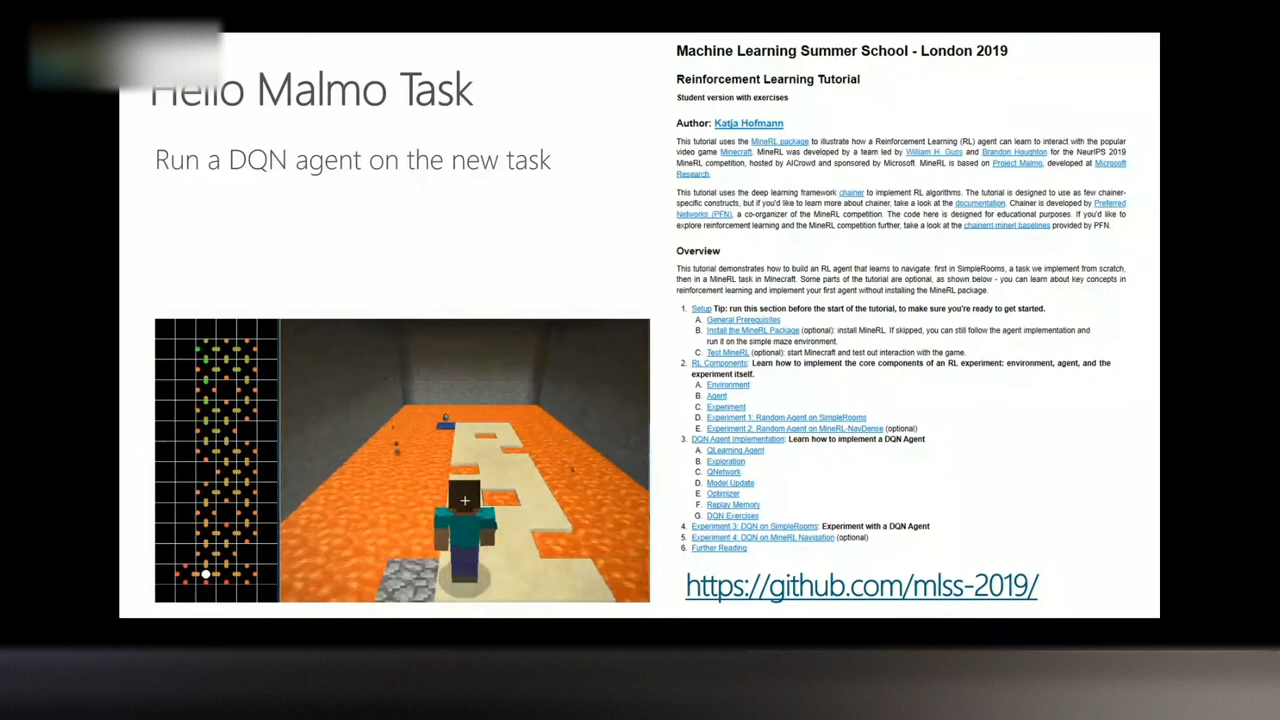 Hello Malmo Task
Run a DQN agent on the new task
Machine Learning Summer School - London 2019
Reinforcement Learning Tutorial
Student version with exercises
Author: Katja Hofmann
This tutorial uses the MineRL package to illustrate how a Reinforcement Learning (RL) agent can learn to interact with the popular
video game Minecraft. MineRL was developed by a team led by William H. Guss and Brandon Houghton for the NeurIPS 2019
MineRL competition, hosted by AICrowd and sponsored by Microsoft. MineRL is based on Project Malmo, developed at Microsoft
Research.
This tutorial uses the deep learning framework chainer to implement RL algorithms. The tutorial is designed to use as few chainer-
specific constructs, but if you'd like to learn more about chainer, take a look at the documentation. Chainer is developed by Preferred
Networks (PFN), a co-organizer of the MineRL competition. The code here is designed for educational purposes. If you'd like to
explore reinforcement learning and the MineRL competition further, take a look at the chainerrl minerl baselines provided by PFN.
Overview
This tutorial demonstrates how to build an RL agent that learns to navigate: first in SimpleRooms, a task we implement from scratch,
then in a MineRL task in Minecraft. Some parts of the tutorial are optional, as shown below - you can learn about key concepts in
reinforcement learning and implement your first agent without installing the MineRL package.
1. Setup Tip: run this section before the start of the tutorial, to make sure you're ready to get started.
A. General Prerequisites
B. Install the MineRL Package (optional): install MineRL. If skipped, you can still follow the agent implementation and
run it on the simple maze environment.
C. Test MineRL (optional): start Minecraft and test out interaction with the game.
2. RL Components: Learn how to implement the core components of an RL experiment: environment, agent, and the
experiment itself.
A. Environment
B. Agent
C. Experiment
D. Experiment 1: Random Agent on SimpleRooms
E. Experiment 2: Random Agent on MineRL-NavDense (optional)
3. DQN Agent Implementation: Learn how to implement a DQN Agent
A. QLearning Agent
B. Exploration
C. QNetwork
D. Model Update
E. Optimizer
F. Replay Memory
G. DQN Exercises
4. Experiment 3: DQN on SimpleRooms: Experiment with a DQN Agent
5. Experiment 4: DQN on MineRL Navigation (optional)
6. Further Reading
https://github.com/mlss-2019/